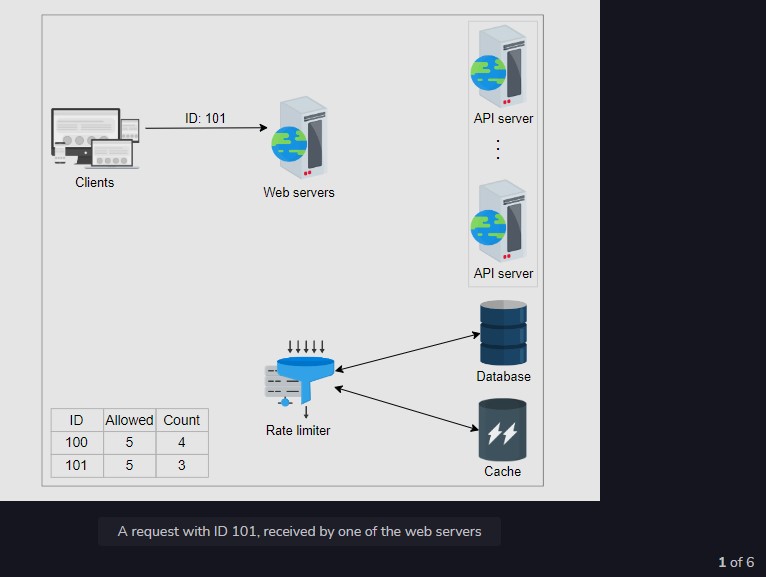 API server
ID: 101
Clients
Web servers
API server
Database
Rate limiter
Cache
ID Allowed Count
100 5 4
101 5 3
A request with ID 101, received by one of the web servers
1 of 6